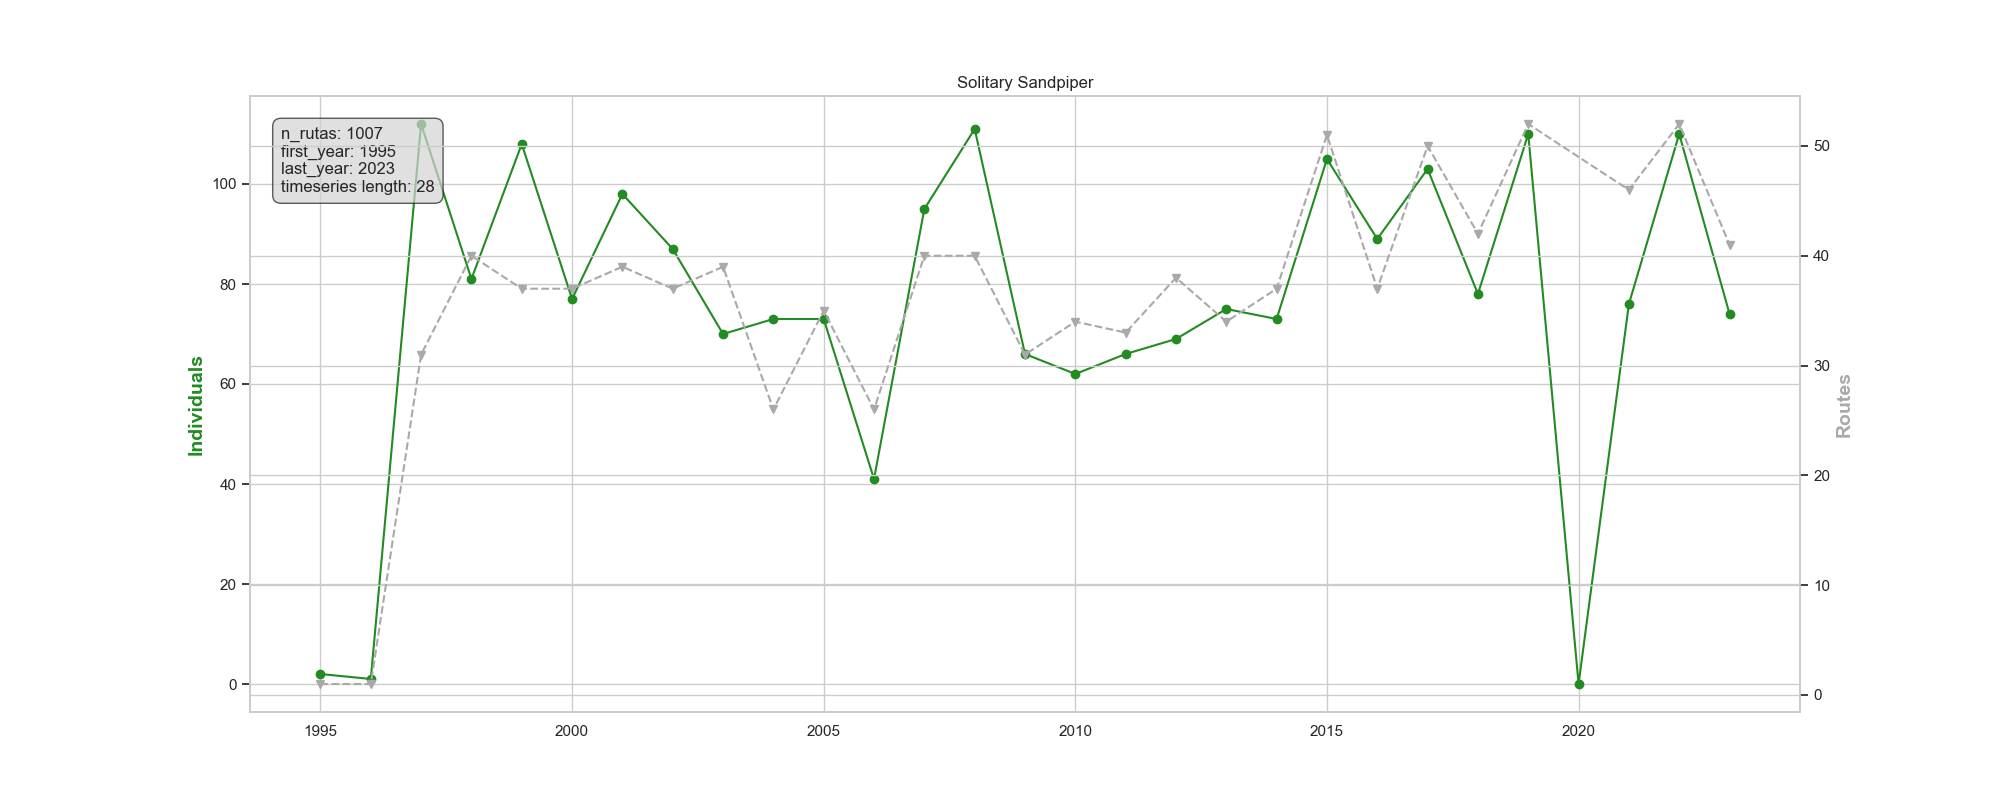 Solitary Sandpiper
n_rutas: 1007
first_year: 1995
last_year: 2023
timeseries length: 28
Individuals
100
80
60
40
20
0
50
40
30
20
10
0
Routes
1995 2000 2005 2010 2015 2020